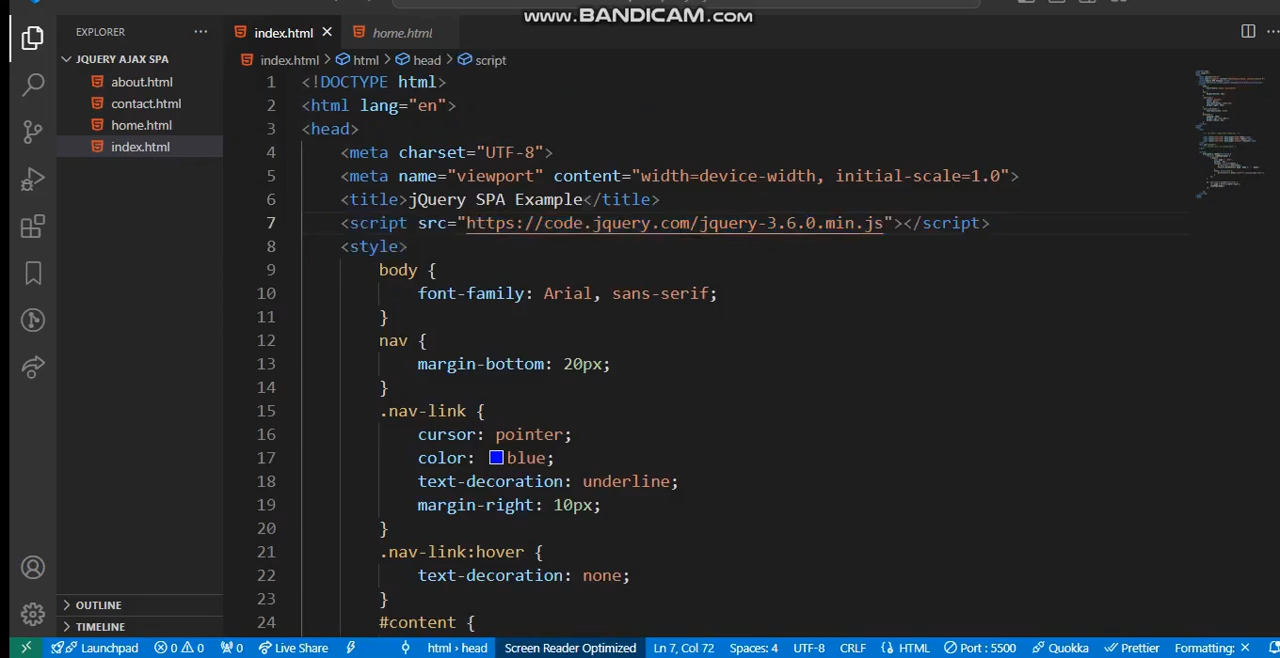 www.BANDICAM.com
EXPLORER
index.html
home.html
JQUERY AJAX SPA
about.html
contact.html
home.html
index.html
OUTLINE
TIMELINE
index.html > html > head > script
1 <!DOCTYPE html>
2 <html lang="en">
3 <head>
4 <meta charset="UTF-8">
5 <meta name="viewport" content="width=device-width, initial-scale=1.0">
6 <title>jQuery SPA Example</title>
7 <script src="https://code.jquery.com/jquery-3.6.0.min.js"></script>
8 <style>
9 body {
10 font-family: Arial, sans-serif;
11 }
12 nav {
13 margin-bottom: 20px;
14 }
15 .nav-link {
16 cursor: pointer;
17 color: blue;
18 text-decoration: underline;
19 margin-right: 10px;
20 }
21 .nav-link:hover {
22 text-decoration: none;
23 }
24 #content {
Launchpad 0 0 0 Live Share html > head Screen Reader Optimized Ln 7, Col 72 Spaces: 4 UTF-8 CRLF HTML Port : 5500 Quokka Prettier Formatting: ×